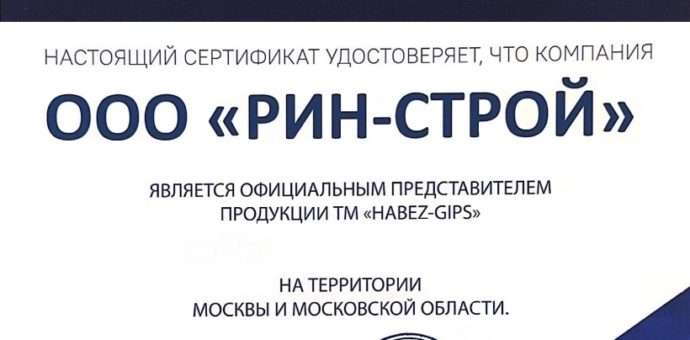 НАСТОЯЩИЙ СЕРТИФИКАТ УДОСТОВЕРЯЕТ, ЧТО КОМПАНИЯ
ООО «РИН-СТРОЙ»
ЯВЛЯЕТСЯ ОФИЦИАЛЬНЫМ ПРЕДСТАВИТЕЛЕМ
ПРОДУКЦИИ ТМ «HABEZ-GIPS»
НА ТЕРРИТОРИИ
МОСКВЫ И МОСКОВСКОЙ ОБЛАСТИ.